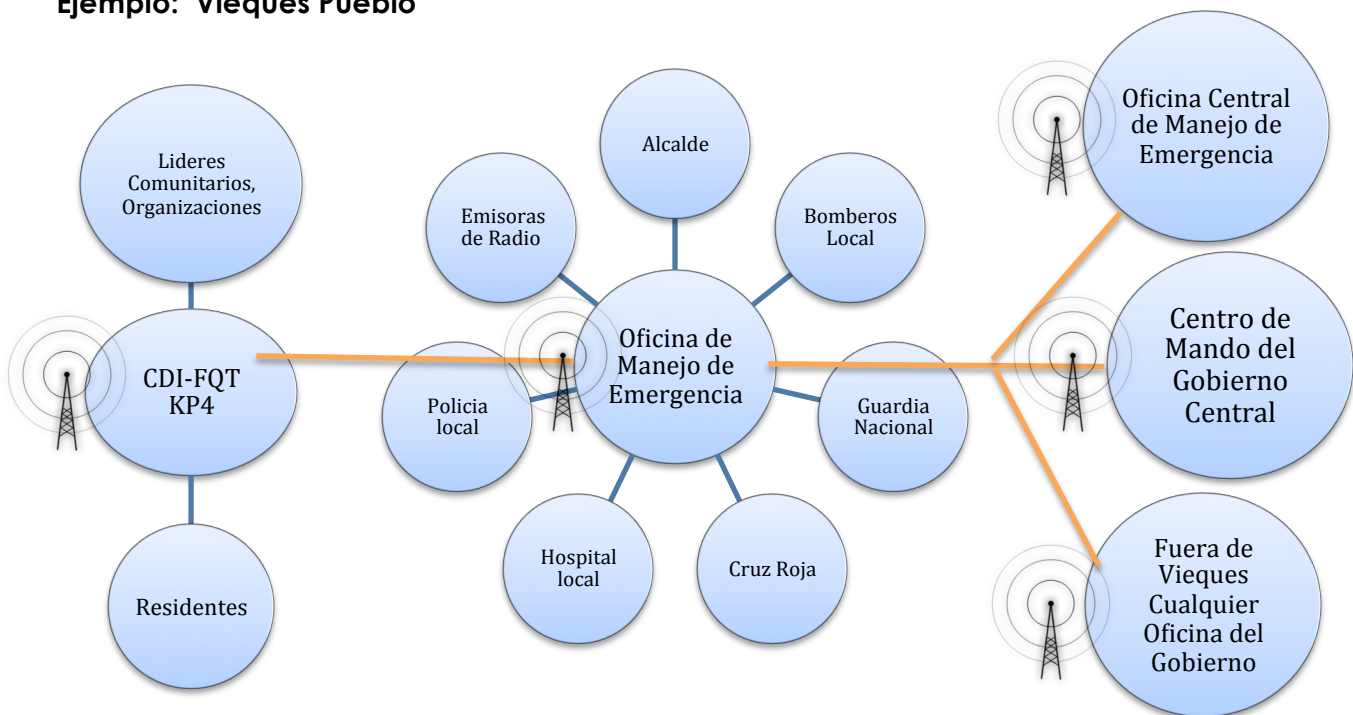 Ejemplo: Vieques Pueblo
Lideres
Comunitarios,
Organizaciones
CDI-FQT
KP4
Residentes
Alcalde
Emisoras
de Radio
Bomberos
Local
Oficina de
Manejo de
Emergencia
Policia
local
Guardia
Nacional
Hospital
local
Cruz Roja
Oficina Central
de Manejo de
Emergencia
Centro de
Mando del
Gobierno
Central
Fuera de
Vieques
Cualquier
Oficina del
Gobierno